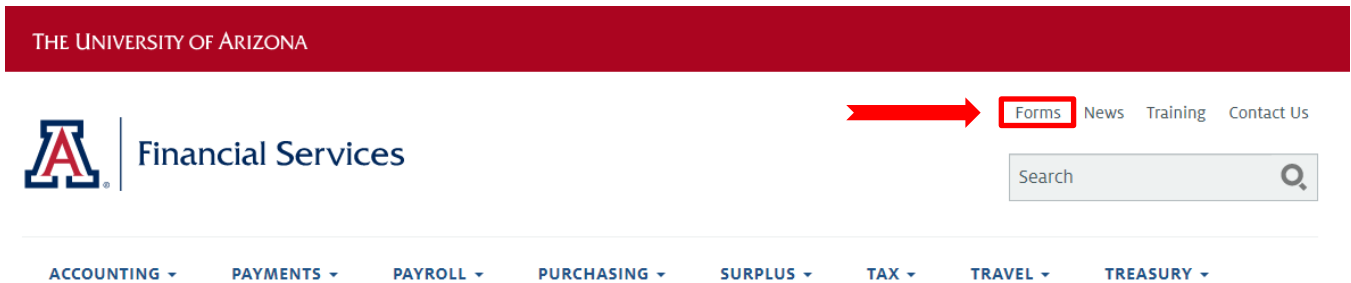 THE UNIVERSITY OF ARIZONA
Forms News Training Contact Us
A
Financial Services
Search
ACCOUNTING PAYMENTS PAYROLL PURCHASING SURPLUS TAX TRAVEL TREASURY